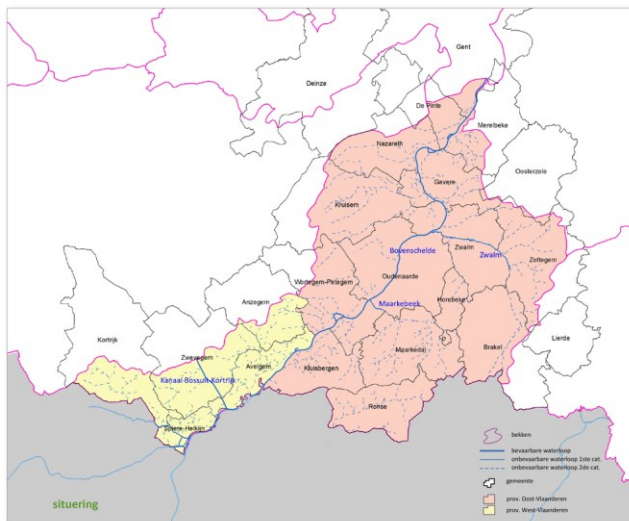 Gent
Deinze
De Pinte
Merelbeke
Nazareth
Oosterzele
Gavere
Kruisem
Bovenschelde
Zwalm
Zwalm
Zottegem
Oudenaarde
Wortegem-Petegem
Horebeke
Maarkebeek
Anzegem
Lierde
Kortrijk
Zwevegem
Maarkedal
Brakel
Avelgem
Kluisbergen
Kanaal Bossuit-Kortrijk
Ronse
Spiere-Helkijn
bekken
bevaarbare waterloop
onbevaarbare waterloop 1ste cat.
onbevaarbare waterloop 2de cat.
gemeente
prov. Oost-Vlaanderen
prov. West-Vlaanderen
situering